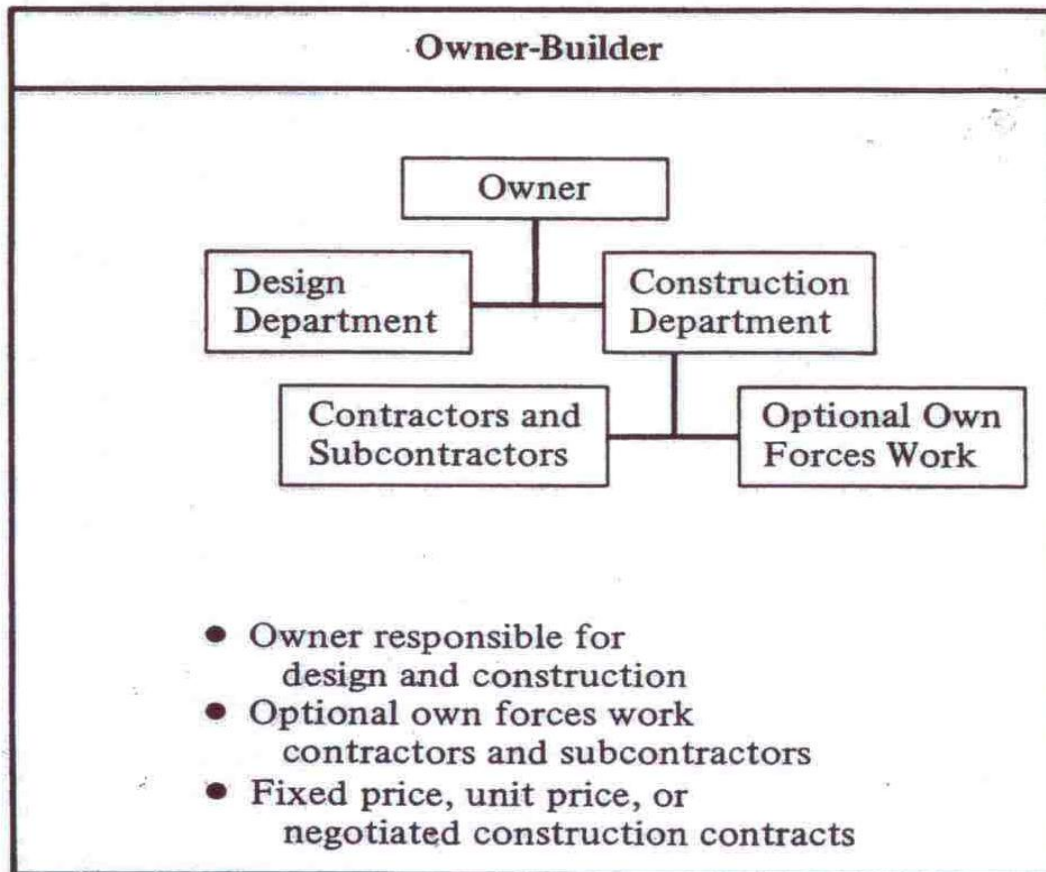 Owner-Builder
Owner
Design
Department
Construction
Department
Contractors and
Subcontractors
Optional Own
Forces Work
● Owner responsible for
design and construction
● Optional own forces work
contractors and subcontractors
● Fixed price, unit price, or
negotiated construction contracts